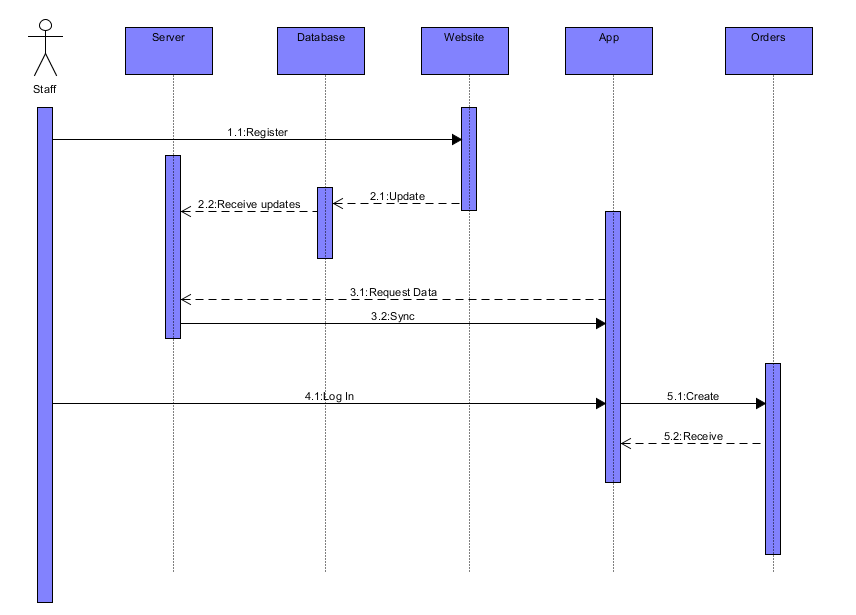 Server
Database
Website
App
Orders
Staff
1.1:Register
2.1:Update
2.2:Receive updates
3.1:Request Data
3.2:Sync
4.1:Log In
5.1:Create
5.2:Receive